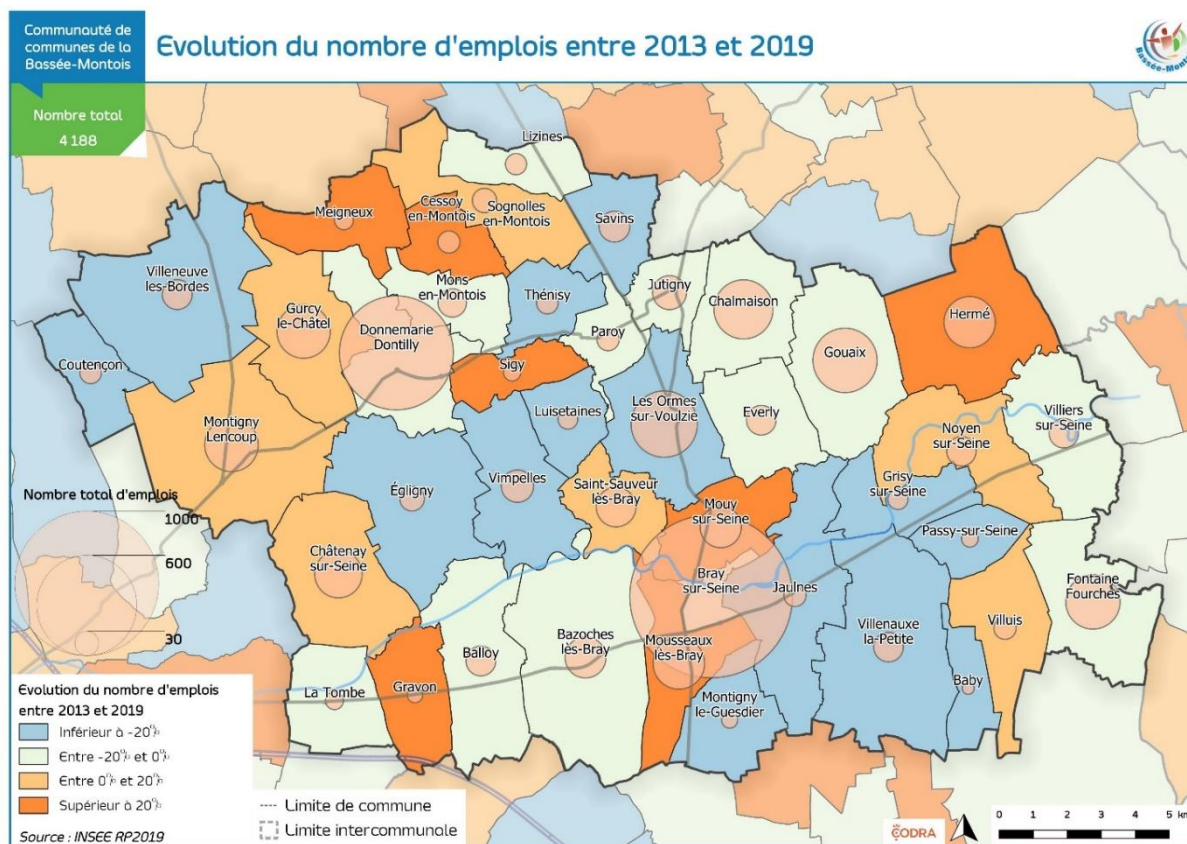 Communauté de
communes de la
Bassée-Montois
Evolution du nombre d'emplois entre 2013 et 2019
Nombre total
4 188
Lizines
Meigneux
Cessoy
en-Montois
Sognolles
en-Montois
Savins
Villeneuve
les-Bordes
Mons
en-Montois
Thénisy
Jutigny
Chalmaison
Gurcy
le-Châtel
Donnemarie
Dontilly
Paroy
Hermé
Gouaix
Coutençon
Sigy
Luisetaines
Les Ormes
sur-Voulzie
Everly
Villiers
sur-Seine
Montigny
Lencoup
Noyen
sur-Seine
Égligny
Vimpelles
Saint-Sauveur
lès-Bray
Grisy
sur-Seine
Mouy
sur-Seine
Passy-sur-Seine
Châtenay
sur-Seine
Bray
sur-Seine
Jaulnes
Fontaine
Fourches
Villenauxe
la-Petite
Villuis
Balloy
Bazoches
lès-Bray
Mousseaux
lès-Bray
La Tombe
Gravon
Montigny
le-Guesdier
Baby
Nombre total d'emplois
1000
600
30
Evolution du nombre d'emplois
entre 2013 et 2019
Inférieur à -20%
Entre -20% et 0%
Entre 0% et 20%
Supérieur à 20%
Source : INSEE RP2019
Limite de commune
Limite intercommunale
CODRA
0 1 2 3 4 5 km